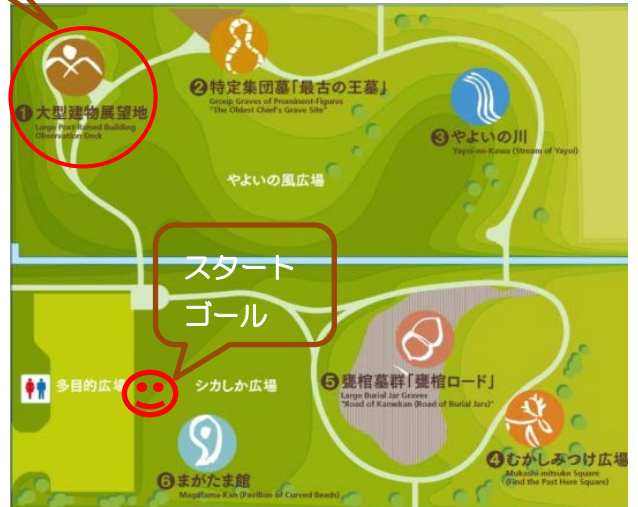 ❶大型建物展望地
Large Post-Raised Building
Observation Deck
❷特定集団墓「最古の王墓」
Group Graves of Prominent Figures
"The Oldest Chief's Grave Site"
❸やよいの川
Yayoi-no-Kawa (Stream of Yayoi)
やよいの風広場
スタート
ゴール
多目的広場
シカしか広場
❺甕棺墓群「甕棺ロード」
Large Burial Jar Graves
"Road of Kamekan (Road of Burial Jars)"
❹むかしみつけ広場
Mukashi-mitsuke Square
(Find the Past Here Square)
❻まがたま館
Magatama-Kan (Pavilion of Curved Beads)